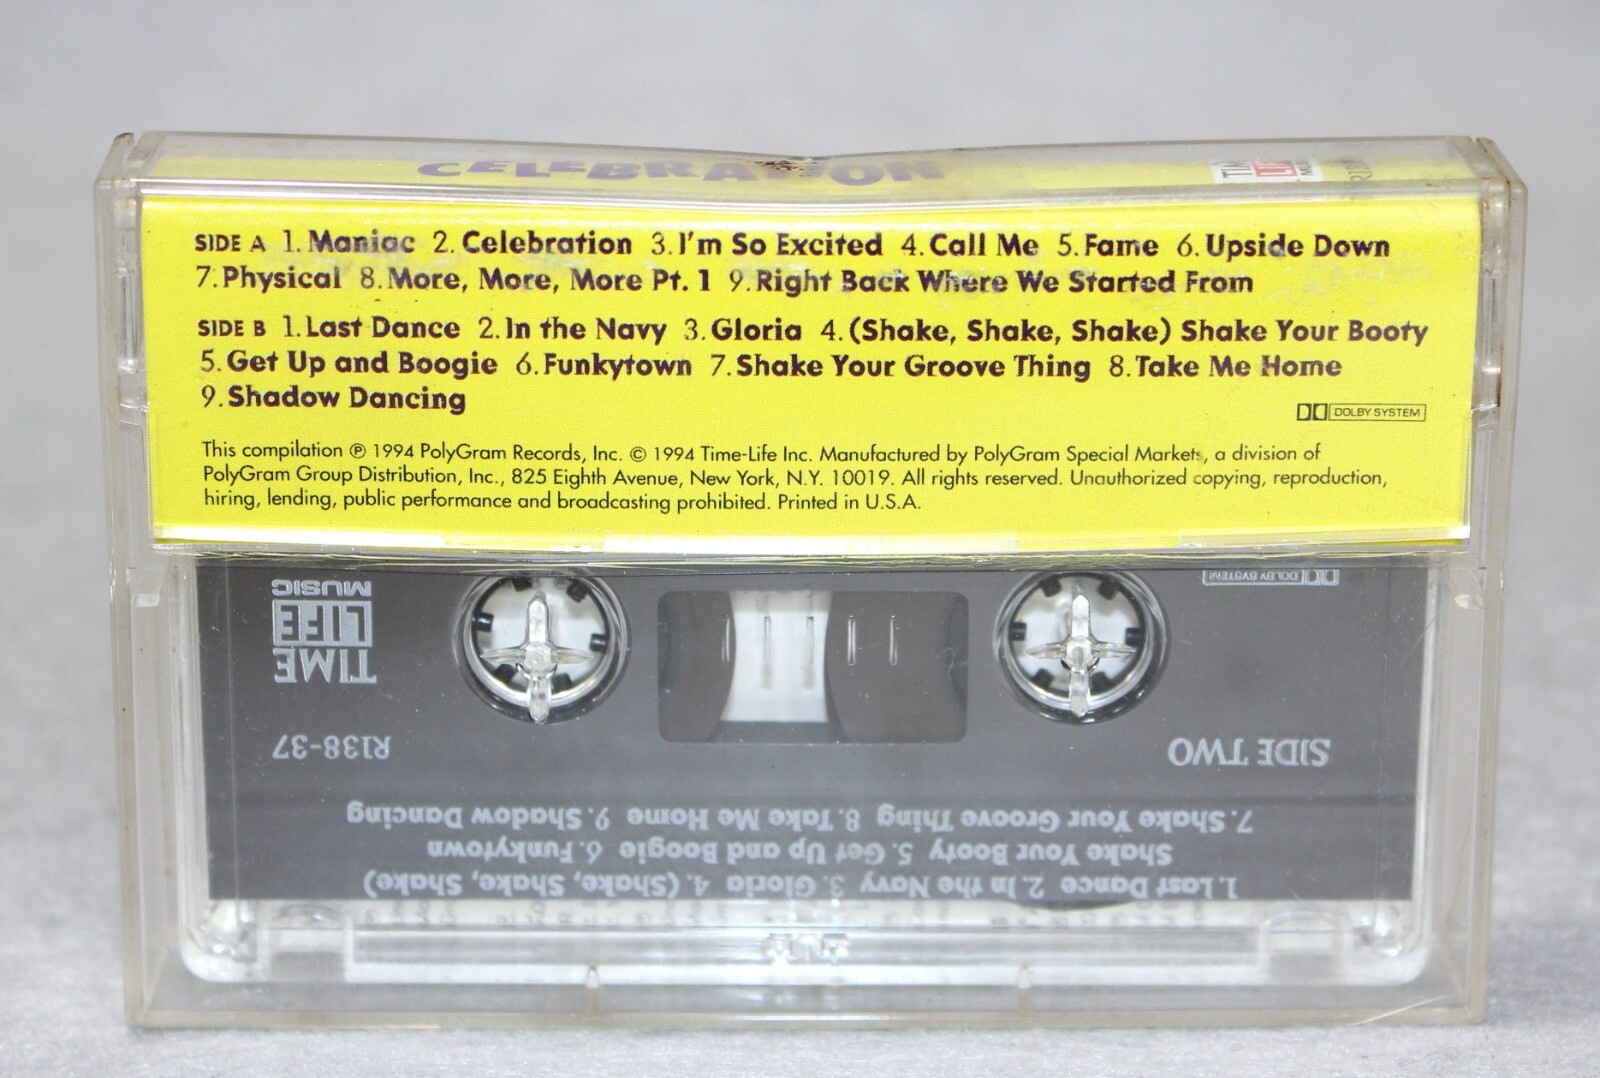 CELEBRATION
TIME
LIFE
MUSIC
SIDE A 1. Maniac 2. Celebration 3. I'm So Excited 4. Call Me 5. Fame 6. Upside Down
7. Physical 8. More, More, More Pt. 1 9. Right Back Where We Started From
SIDE B 1. Last Dance 2. In the Navy 3. Gloria 4. (Shake, Shake, Shake) Shake Your Booty
5. Get Up and Boogie 6. Funkytown 7. Shake Your Groove Thing 8. Take Me Home
9. Shadow Dancing
DOLBY SYSTEM
This compilation ℗ 1994 PolyGram Records, Inc. © 1994 Time-Life Inc. Manufactured by PolyGram Special Markets, a division of
PolyGram Group Distribution, Inc., 825 Eighth Avenue, New York, N.Y. 10019. All rights reserved. Unauthorized copying, reproduction,
hiring, lending, public performance and broadcasting prohibited. Printed in U.S.A.
1. Last Dance 2. In the Navy 3. Gloria 4. (Shake, Shake, Shake)
Shake Your Booty 5. Get Up and Boogie 6. Funkytown
7. Shake Your Groove Thing 8. Take Me Home 9. Shadow Dancing
SIDE TWO
R138-37
TIME
LIFE
MUSIC
DOLBY SYSTEM